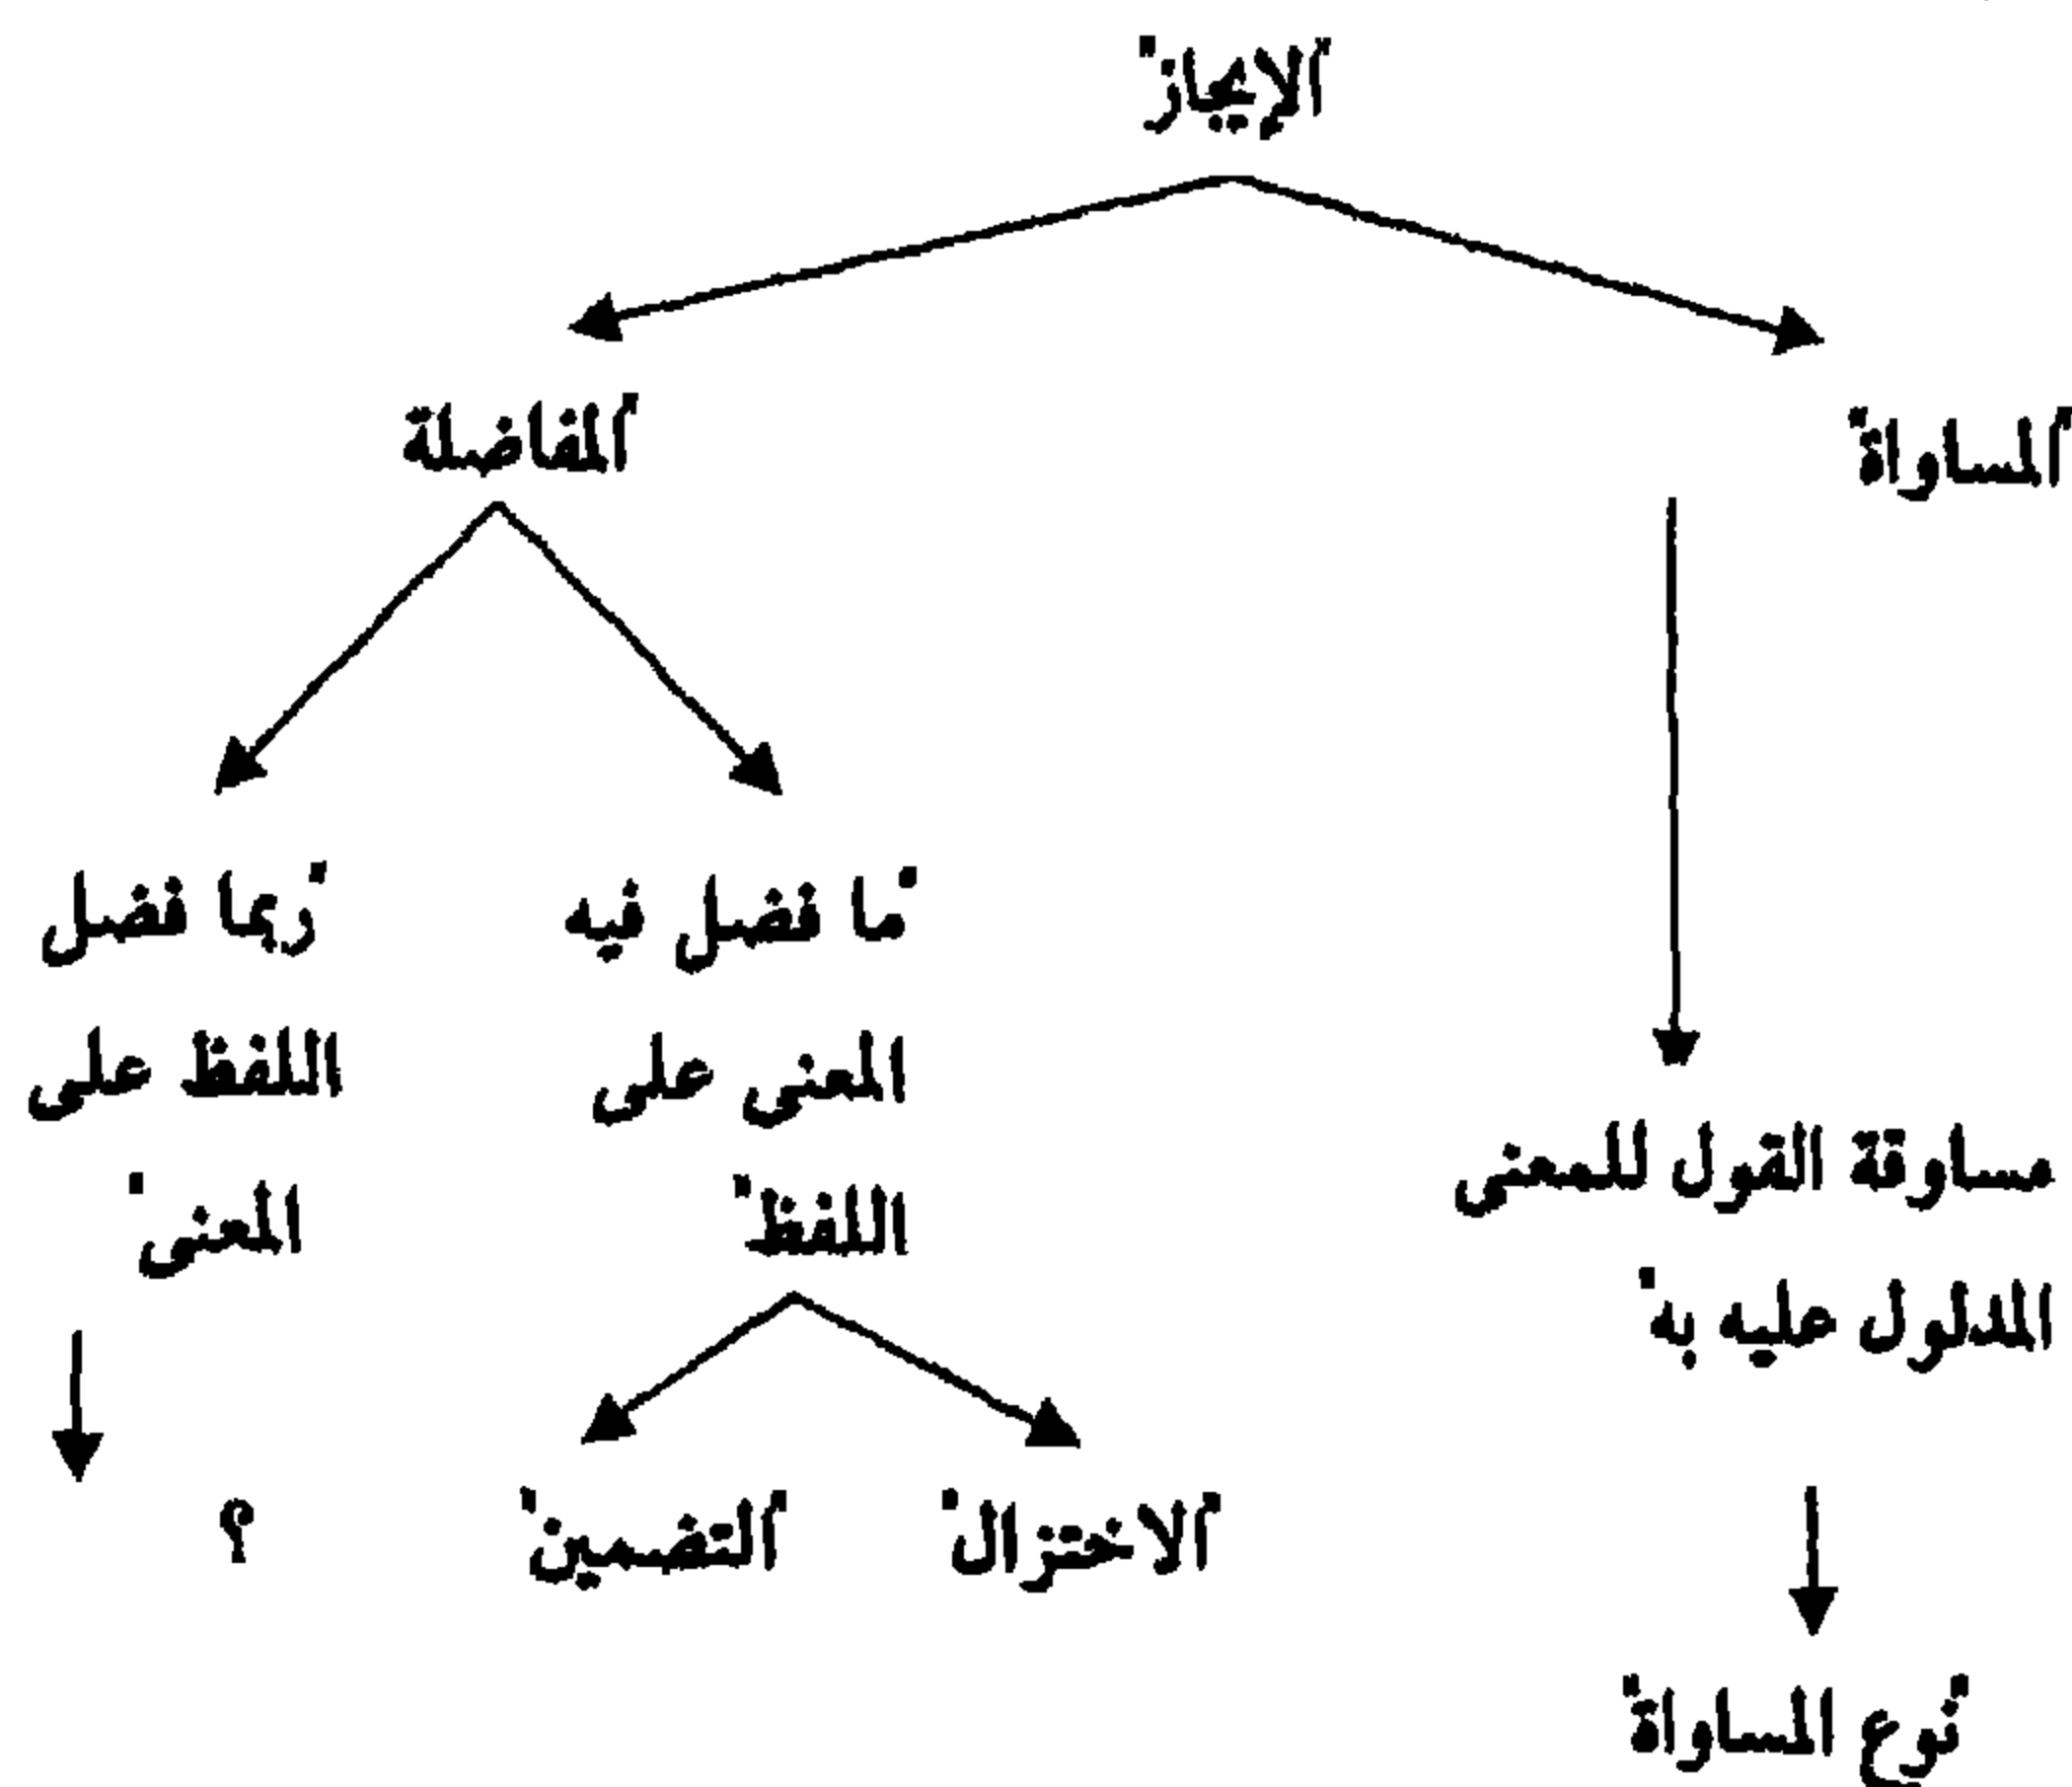 "الإيجاز"
"المساواة"
"المفاضلة"
"ما فضل فيه
المعنى على
اللفظ"
"ربما فضل
اللفظ على
المعنى"
مساوقة القول للمعنى
المدلول عليه به"
"الاختزال"
"التضمين"
؟
"نوع المساواة"